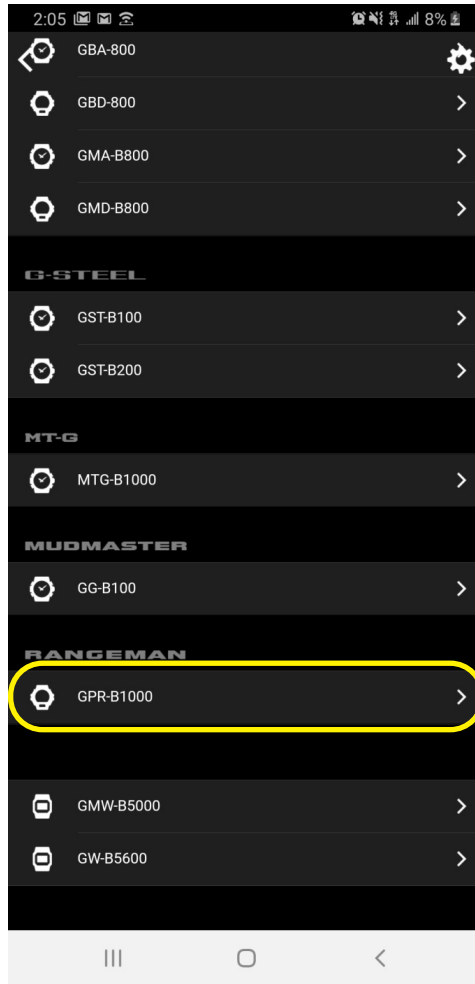 2:05 8%
GBA-800
GBD-800
GMA-B800
GMD-B800
G-STEEL
GST-B100
GST-B200
MT-G
MTG-B1000
MUDMASTER
GG-B100
RANGEMAN
GPR-B1000
GMW-B5000
GW-B5600